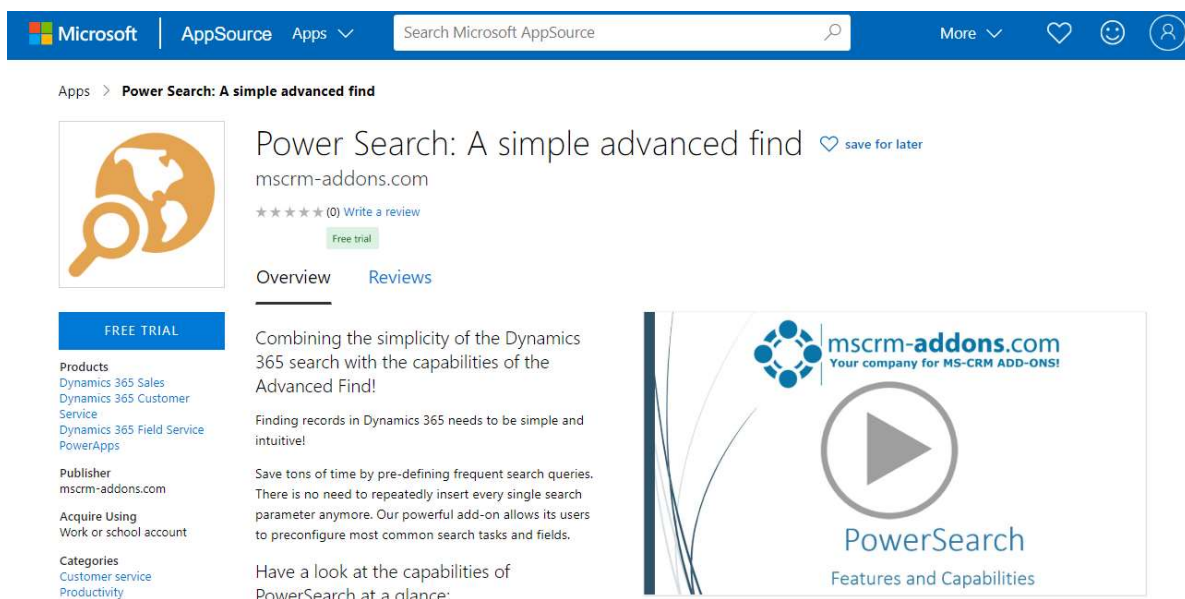 Microsoft AppSource Apps Search Microsoft AppSource More
Apps > Power Search: A simple advanced find
Power Search: A simple advanced find save for later
mscrm-addons.com
(0) Write a review
Free trial
Overview Reviews
FREE TRIAL
Products
Dynamics 365 Sales
Dynamics 365 Customer
Service
Dynamics 365 Field Service
PowerApps
Publisher
mscrm-addons.com
Acquire Using
Work or school account
Categories
Customer service
Productivity
Combining the simplicity of the Dynamics
365 search with the capabilities of the
Advanced Find!
Finding records in Dynamics 365 needs to be simple and
intuitive!
Save tons of time by pre-defining frequent search queries.
There is no need to repeatedly insert every single search
parameter anymore. Our powerful add-on allows its users
to preconfigure most common search tasks and fields.
Have a look at the capabilities of
PowerSearch at a glance:
mscrm-addons.com
Your company for MS-CRM ADD-ONS!
PowerSearch
Features and Capabilities